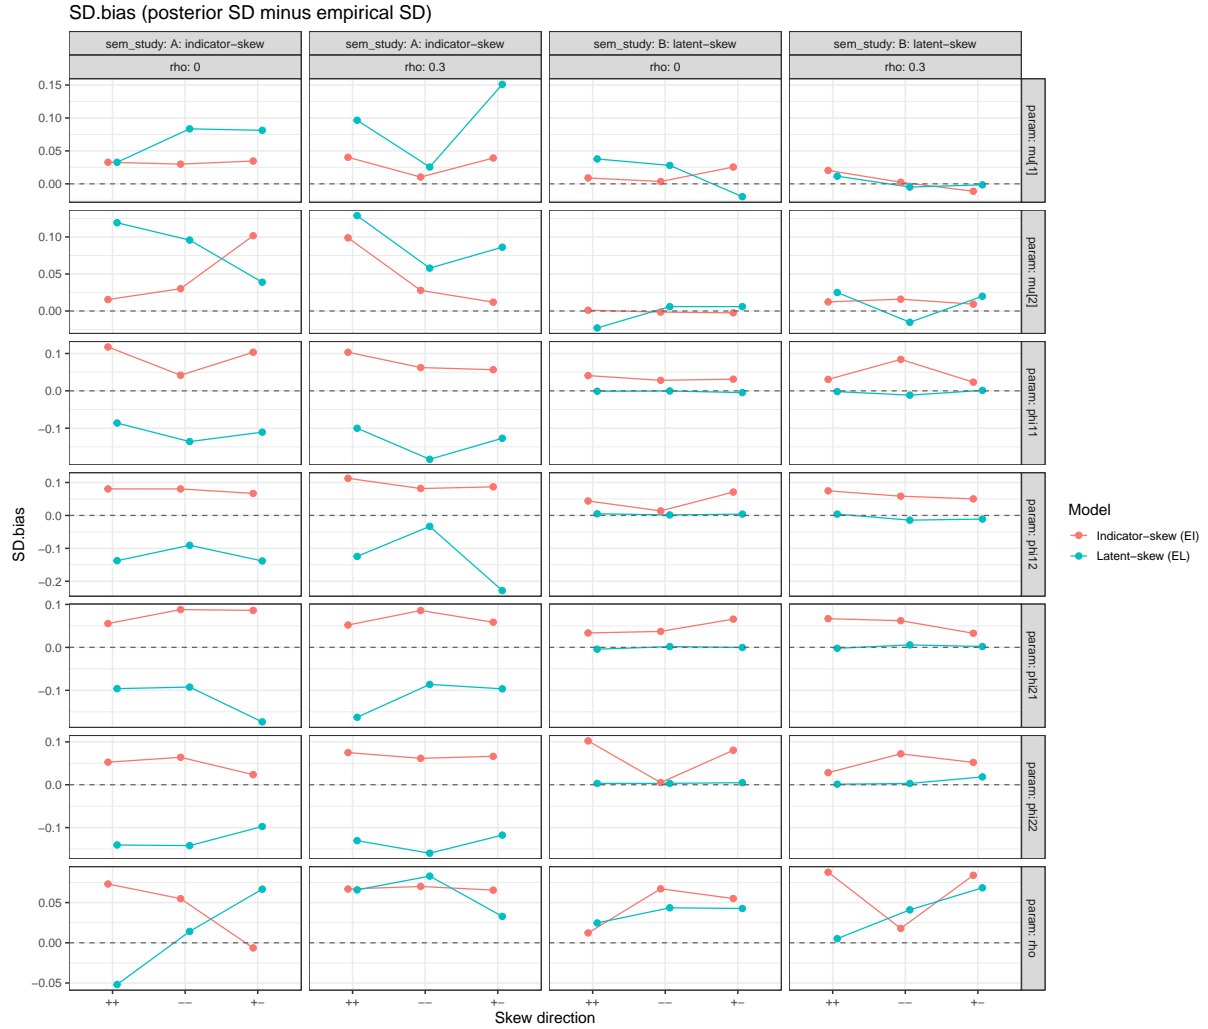 SD.bias (posterior SD minus empirical SD)
sem_study: A: indicator−skew
sem_study: A: indicator−skew
sem_study: B: latent−skew
sem_study: B: latent−skew
rho: 0
rho: 0.3
rho: 0
rho: 0.3
0.15
0.10
0.05
0.00
param: mu[1]
0.10
0.05
0.00
param: mu[2]
0.1
0.0
−0.1
param: phi11
0.1
0.0
−0.1
−0.2
param: phi12
0.1
0.0
−0.1
param: phi21
0.1
0.0
−0.1
param: phi22
0.05
0.00
−0.05
param: rho
SD.bias
++
−−
+−
++
−−
+−
++
−−
+−
++
−−
+−
Skew direction
Model
Indicator−skew (EI)
Latent−skew (EL)